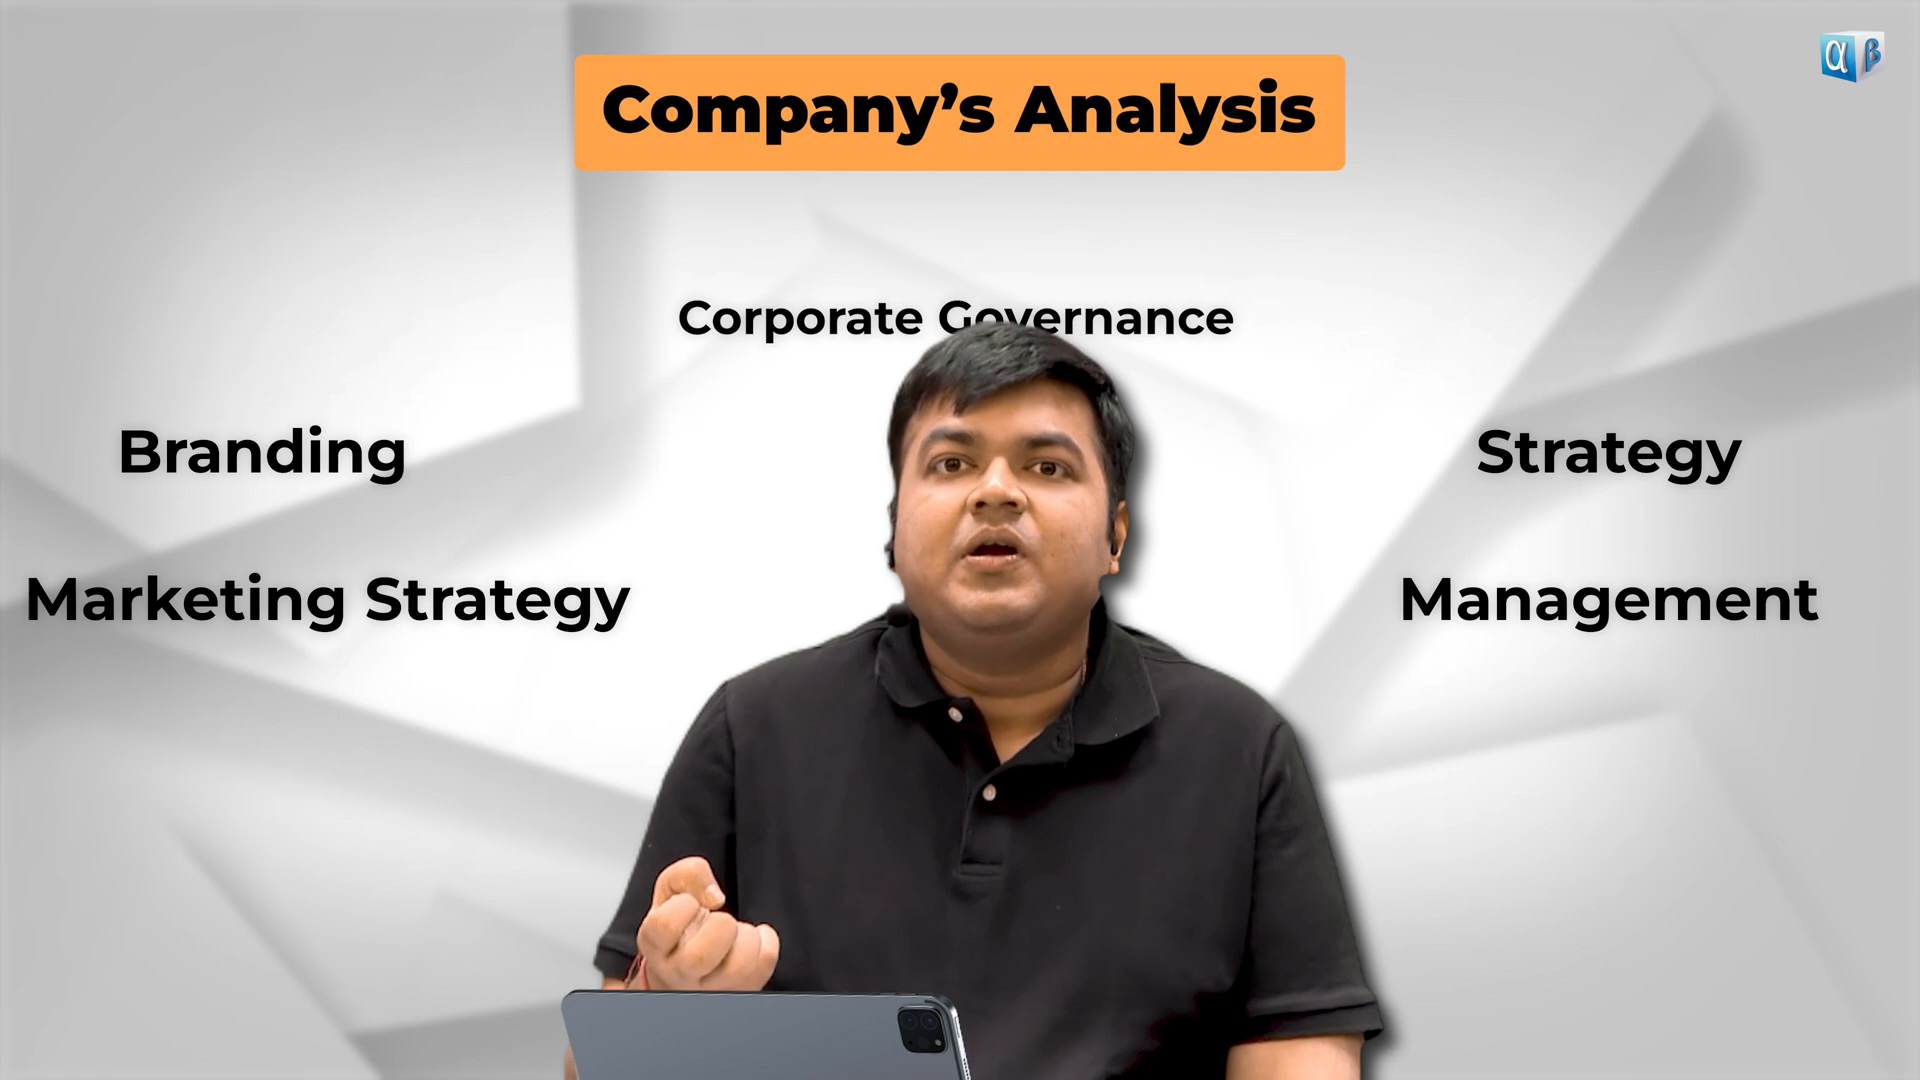 α β
Company’s Analysis
Corporate Governance
Branding
Strategy
Marketing Strategy
Management